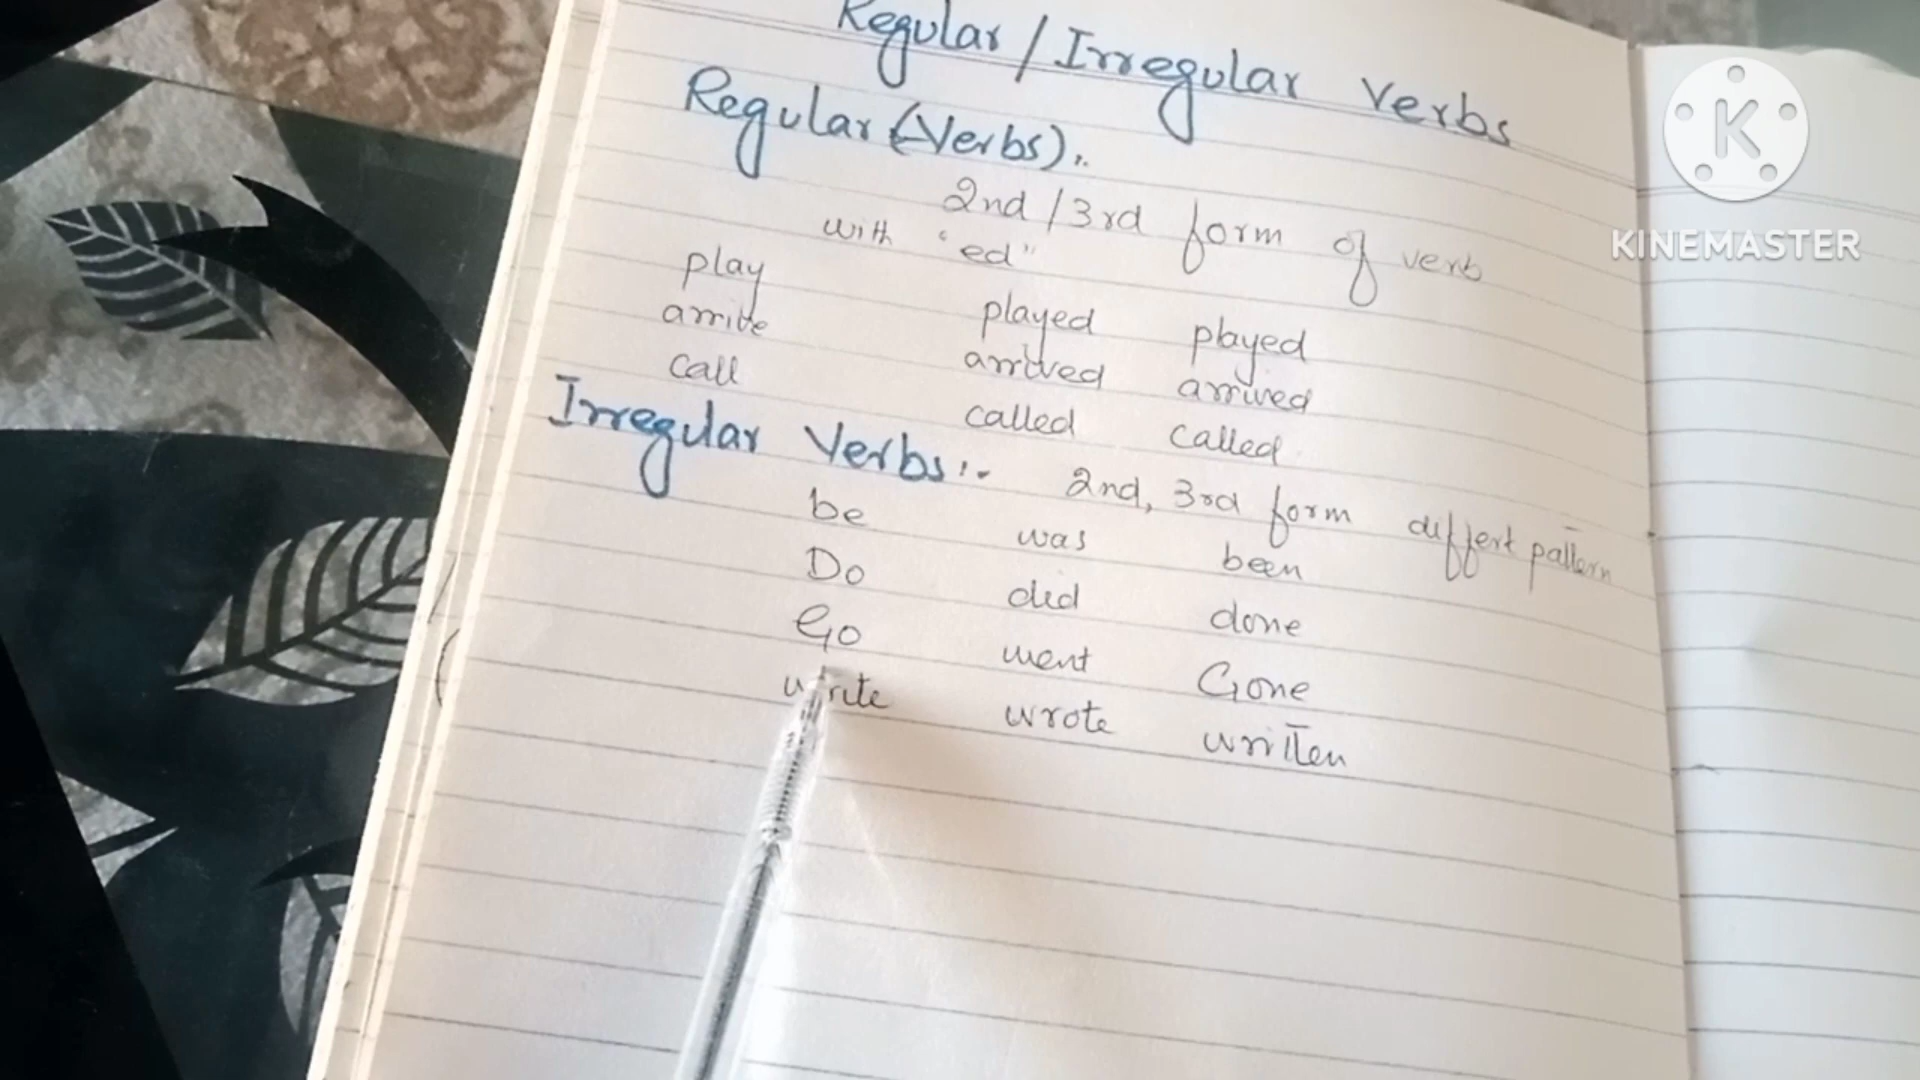 Regular / Irregular Verbs
Regular (Verbs):-
2nd / 3rd form of verb
with "ed"
play played played
arrive arrived arrived
call called called
Irregular Verbs:- 2nd, 3rd form differt pattern
be was been
Do did done
Go went Gone
write wrote written
K
KINEMASTER